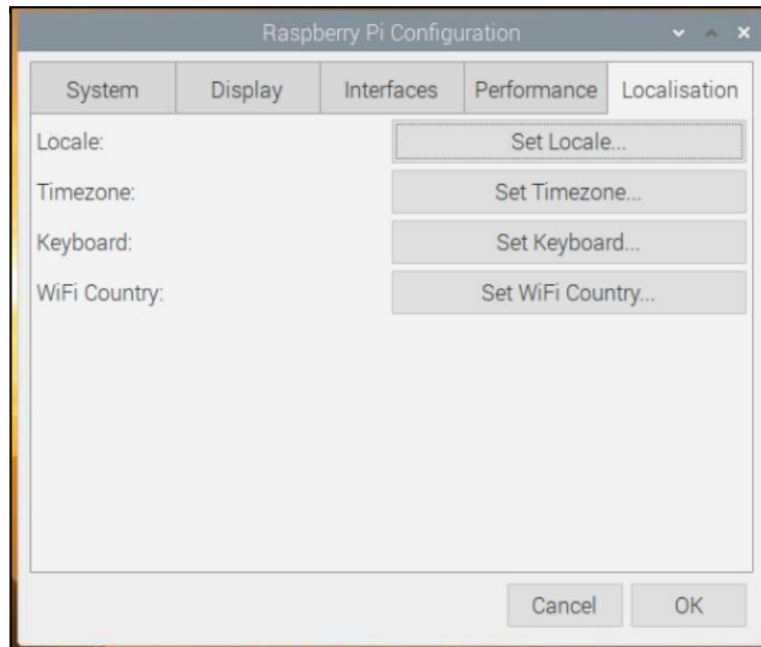 Raspberry Pi Configuration
System Display Interfaces Performance Localisation
Locale: Set Locale...
Timezone: Set Timezone...
Keyboard: Set Keyboard...
WiFi Country: Set WiFi Country...
Cancel OK